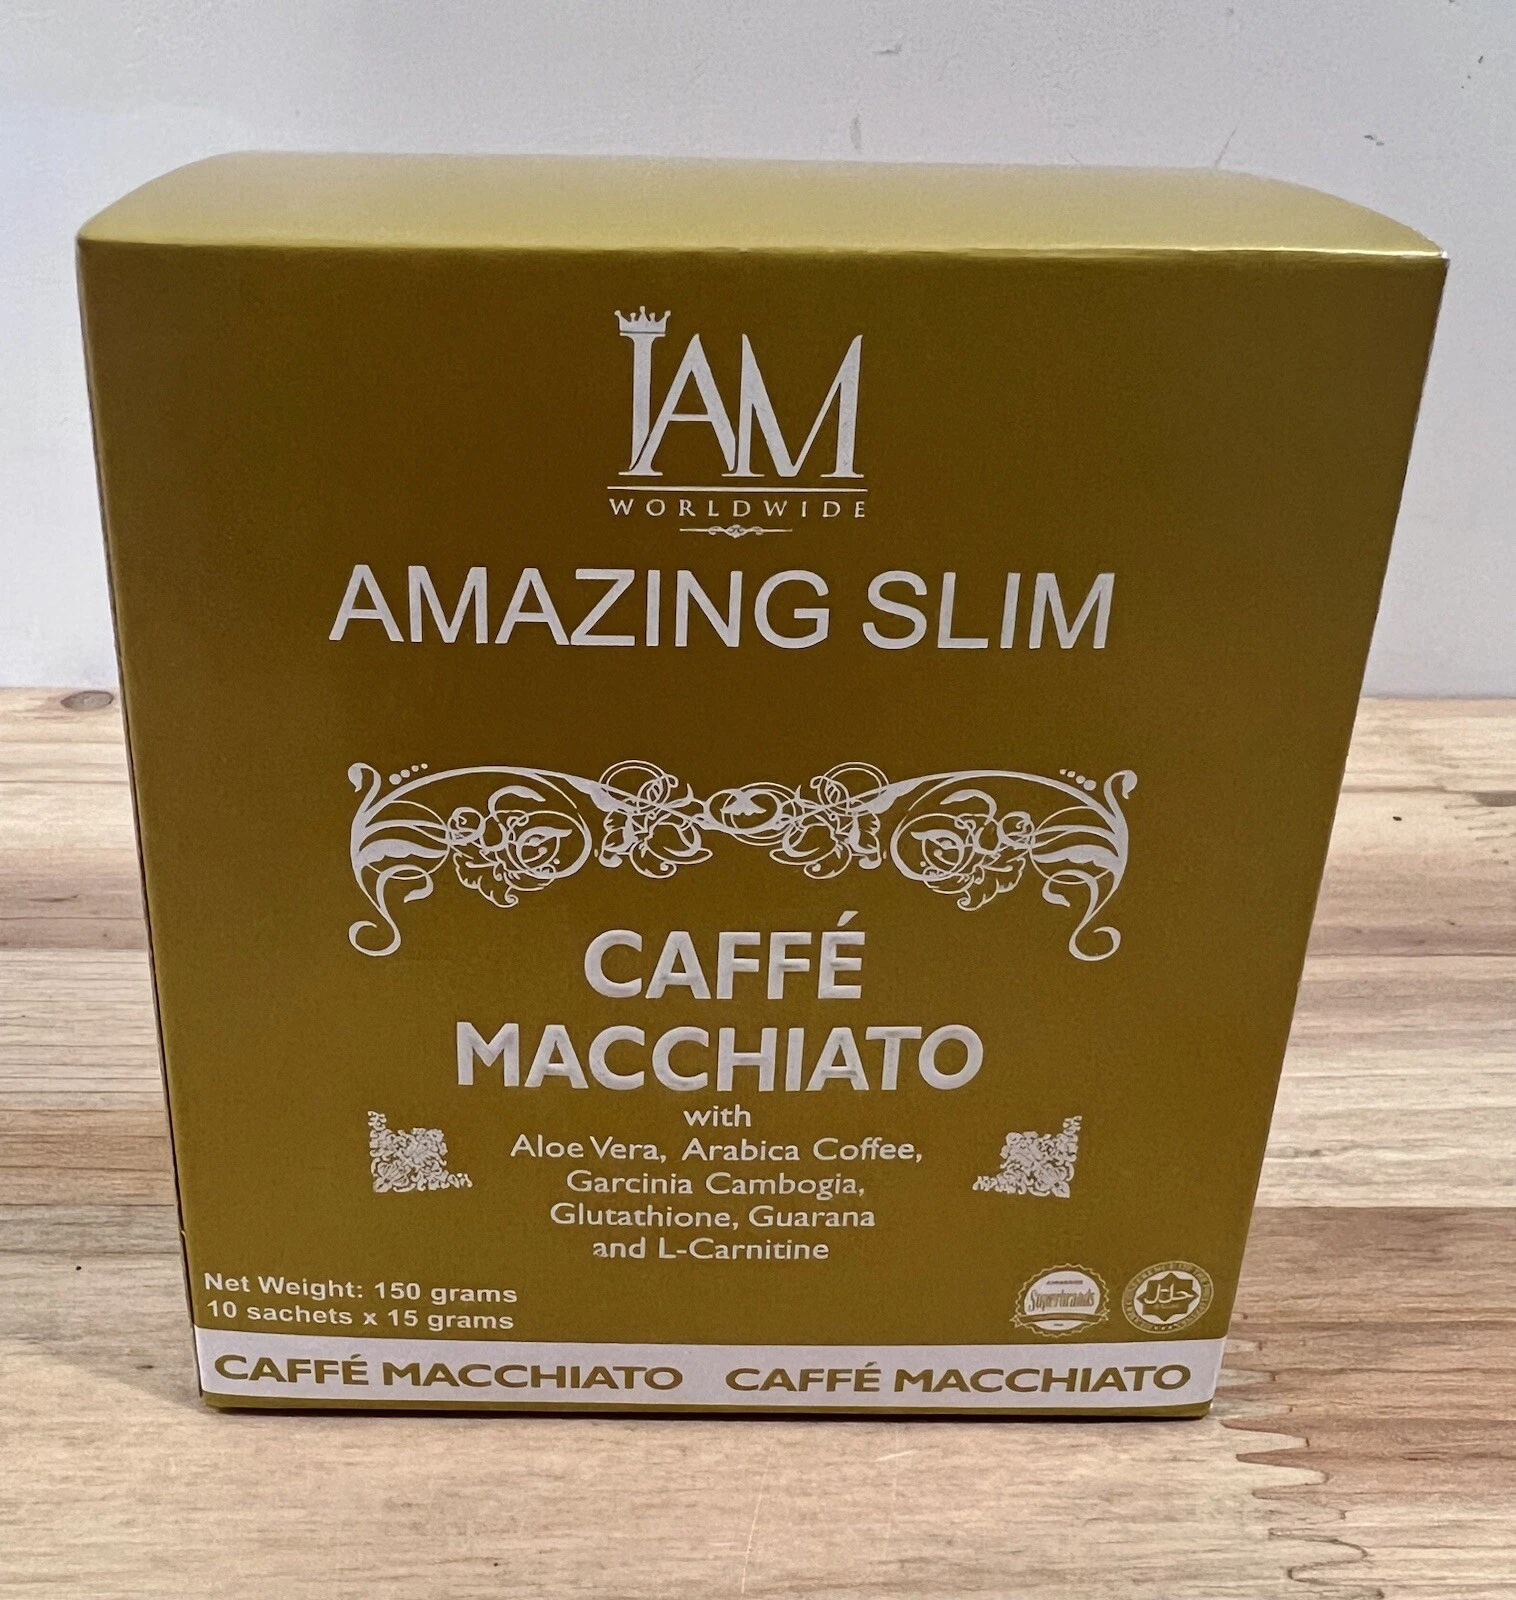 IAM
WORLDWIDE
AMAZING SLIM
CAFFÉ
MACCHIATO
with
Aloe Vera, Arabica Coffee,
Garcinia Cambogia,
Glutathione, Guarana
and L-Carnitine
Net Weight: 150 grams
10 sachets x 15 grams
Superbrands
حلال
CAFFÉ MACCHIATO CAFFÉ MACCHIATO